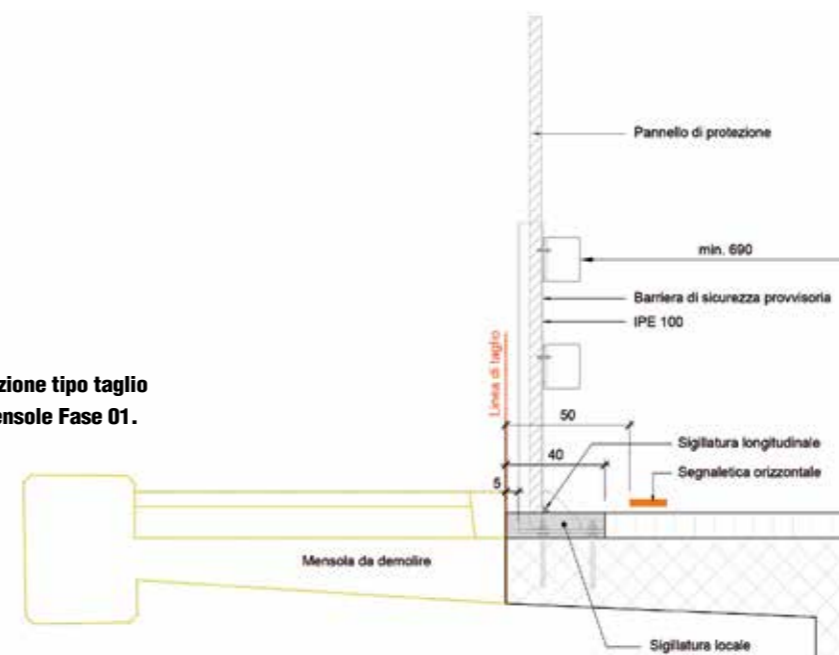 Pannello di protezione
min. 690
Barriera di sicurezza provvisoria
IPE 100
Linea di taglio
zione tipo taglio
ensole Fase 01.
50
Sigillatura longitudinale
40
Segnaletica orizzontale
5
Mensola da demolire
Sigillatura locale